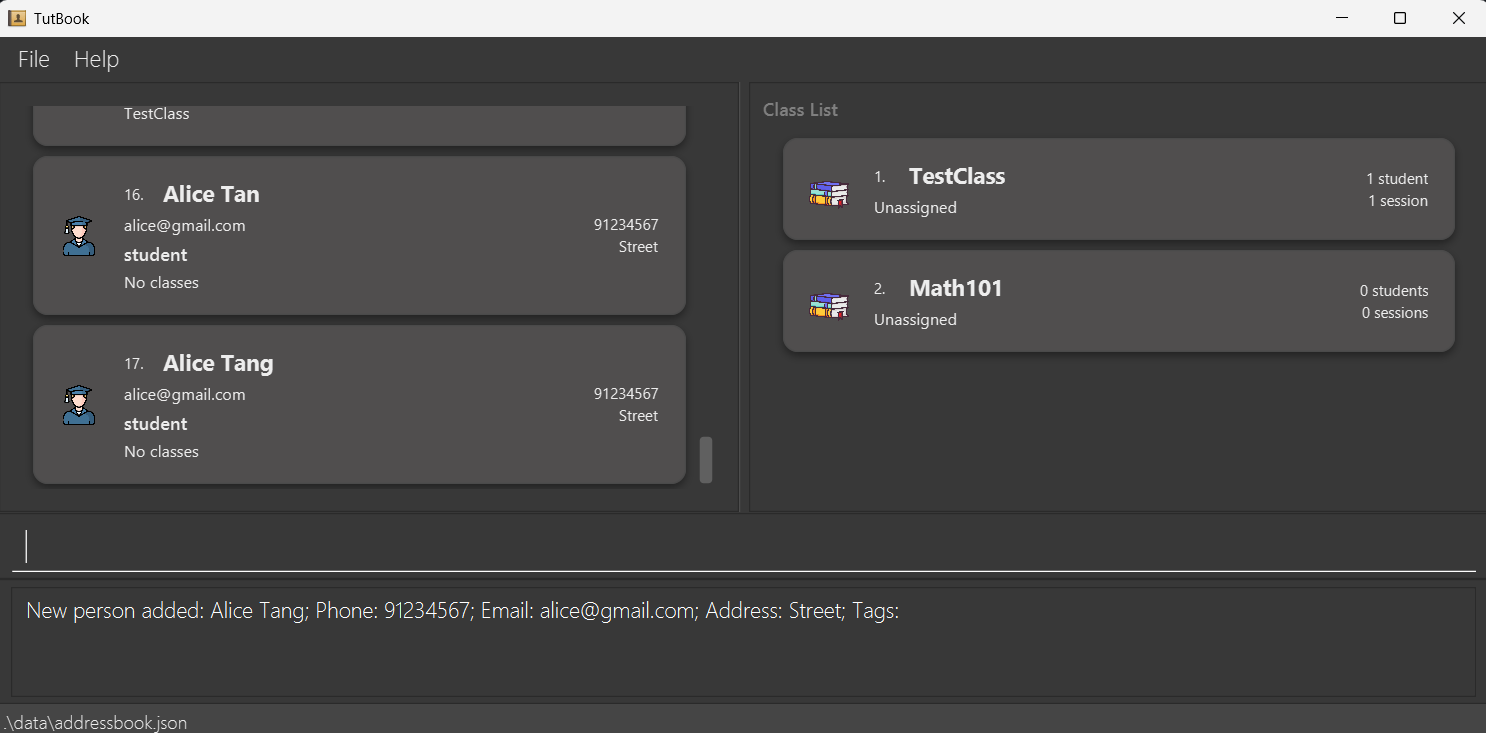 TutBook
File Help
TestClass
16. Alice Tan
alice@gmail.com
student
No classes
91234567
Street
17. Alice Tang
alice@gmail.com
student
No classes
91234567
Street
Class List
1. TestClass
Unassigned
1 student
1 session
2. Math101
Unassigned
0 students
0 sessions
New person added: Alice Tang; Phone: 91234567; Email: alice@gmail.com; Address: Street; Tags:
.\data\addressbook.json